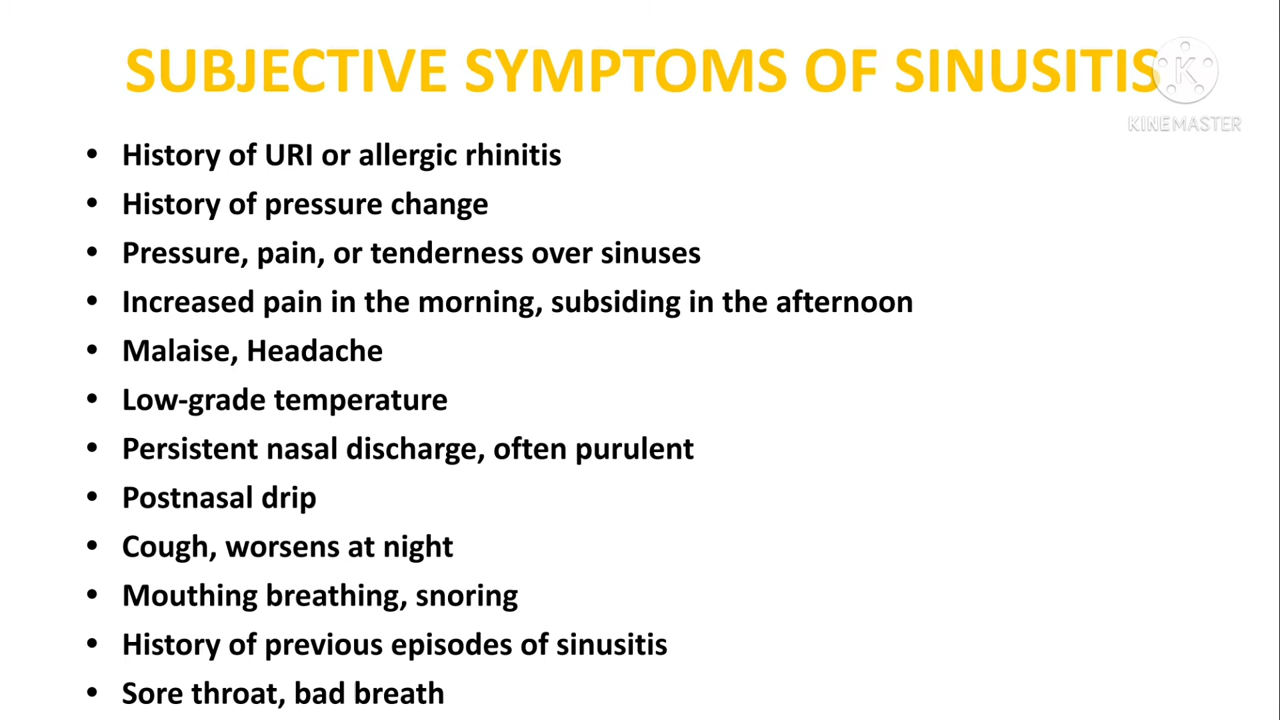 SUBJECTIVE SYMPTOMS OF SINUSITIS
K
KINEMASTER
• History of URI or allergic rhinitis
• History of pressure change
• Pressure, pain, or tenderness over sinuses
• Increased pain in the morning, subsiding in the afternoon
• Malaise, Headache
• Low-grade temperature
• Persistent nasal discharge, often purulent
• Postnasal drip
• Cough, worsens at night
• Mouthing breathing, snoring
• History of previous episodes of sinusitis
• Sore throat, bad breath